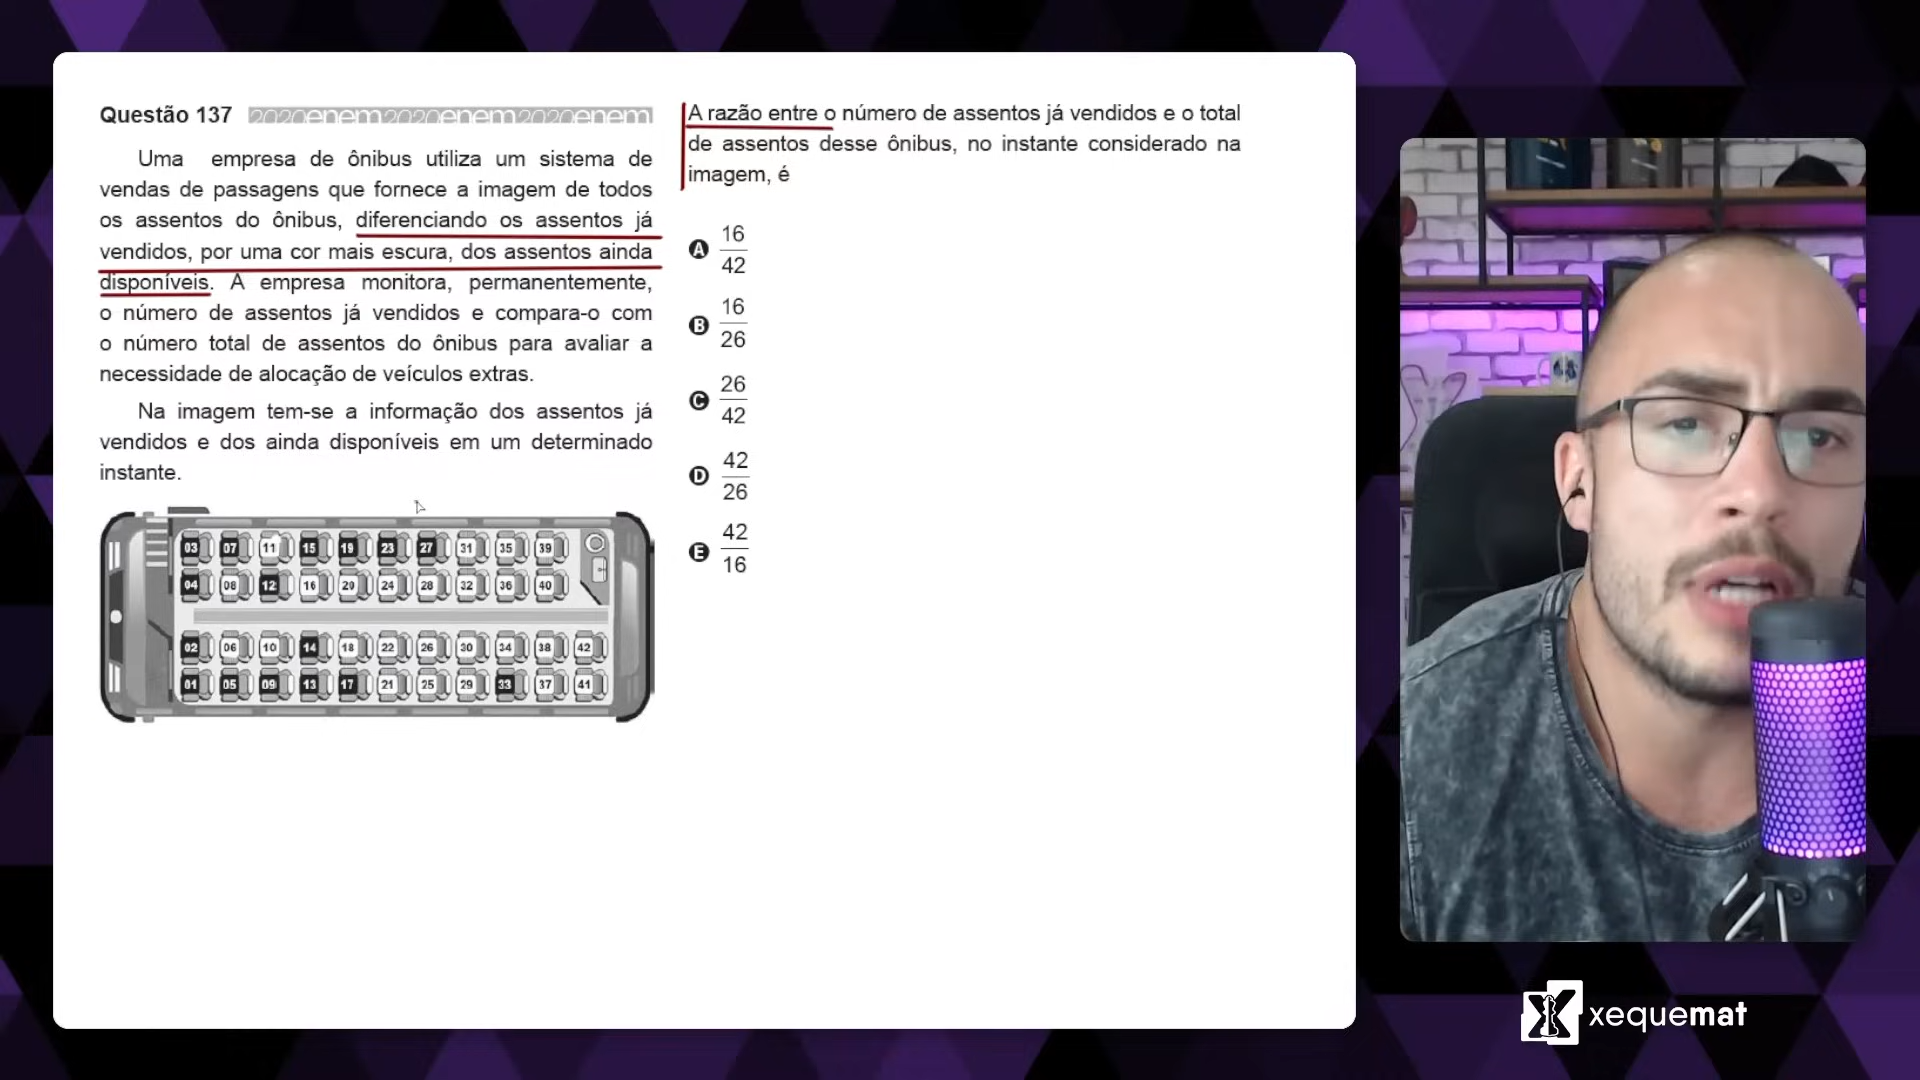 Questão 137 2020enem2020enem2020enem
Uma empresa de ônibus utiliza um sistema de
vendas de passagens que fornece a imagem de todos
os assentos do ônibus, diferenciando os assentos já
vendidos, por uma cor mais escura, dos assentos ainda
disponíveis. A empresa monitora, permanentemente,
o número de assentos já vendidos e compara-o com
o número total de assentos do ônibus para avaliar a
necessidade de alocação de veículos extras.
Na imagem tem-se a informação dos assentos já
vendidos e dos ainda disponíveis em um determinado
instante.
03 07 11 15 19 23 27 31 35 39
04 08 12 16 20 24 28 32 36 40
02 06 10 14 18 22 26 30 34 38 42
01 05 09 13 17 21 25 29 33 37 41
A razão entre o número de assentos já vendidos e o total
de assentos desse ônibus, no instante considerado na
imagem, é
A 16/42
B 16/26
C 26/42
D 42/26
E 42/16
xequemat